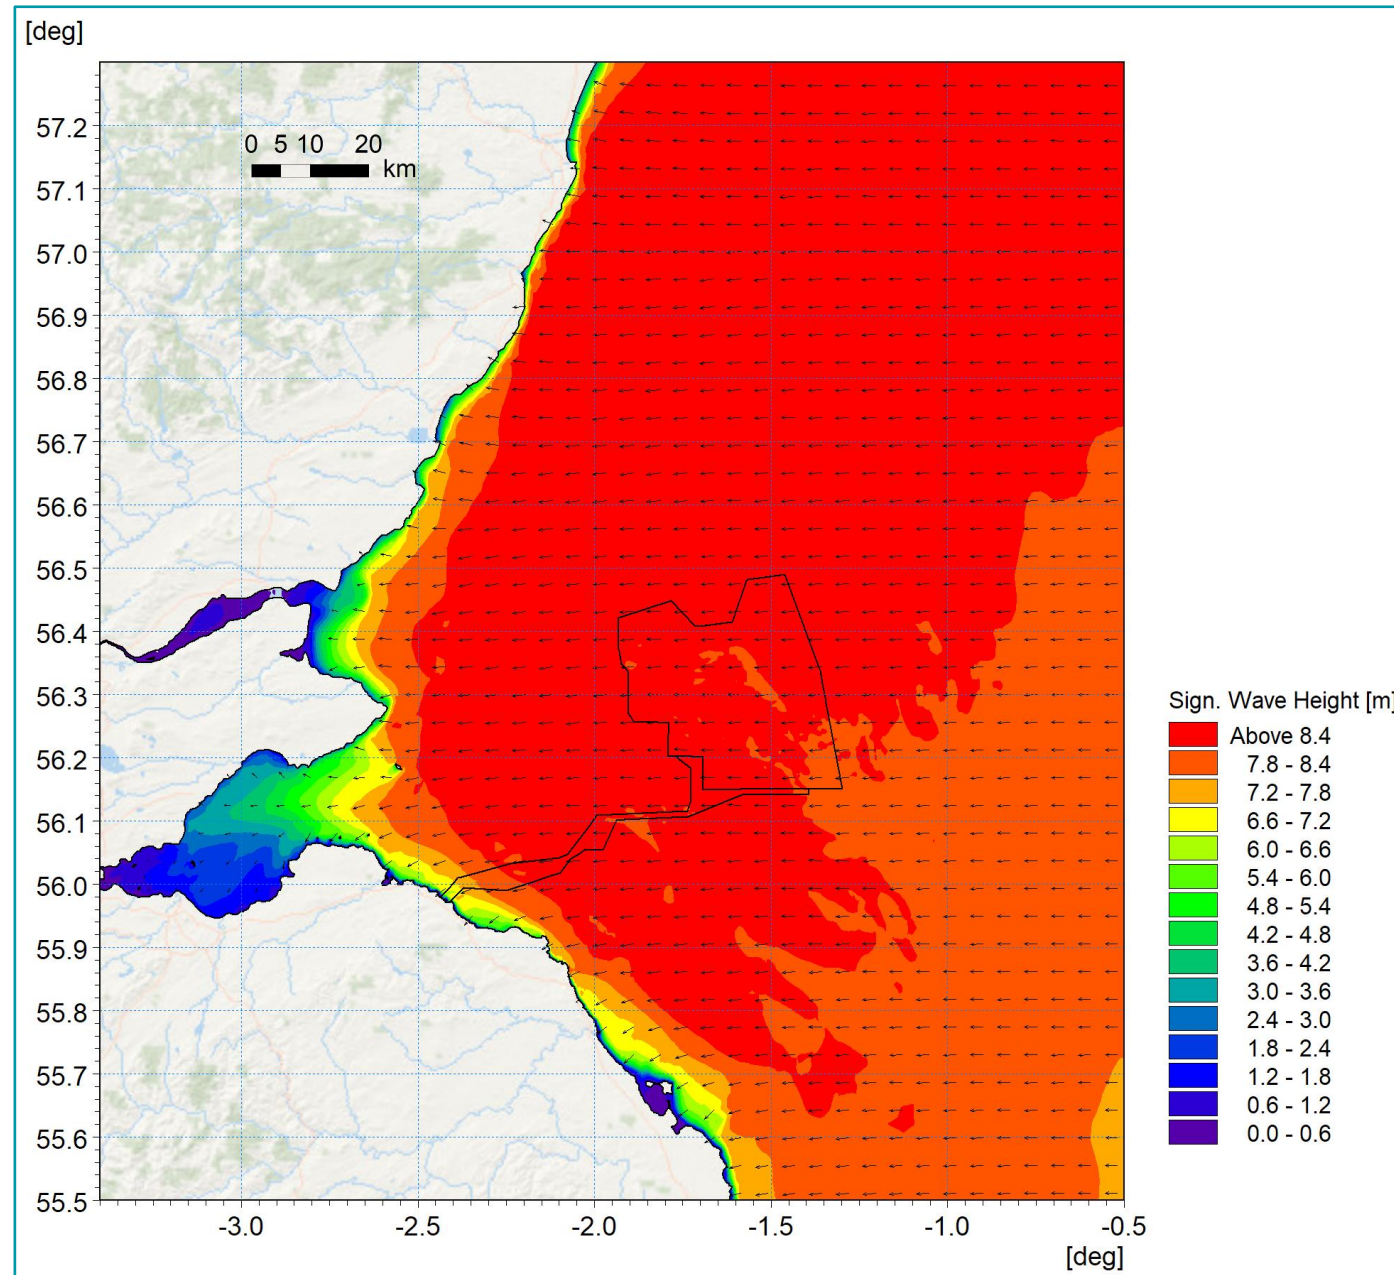 [deg]
0 5 10 20
km
57.2
57.1
57.0
56.9
56.8
56.7
56.6
56.5
56.4
56.3
56.2
56.1
56.0
55.9
55.8
55.7
55.6
55.5
-3.0 -2.5 -2.0 -1.5 -1.0 -0.5
[deg]
Sign. Wave Height [m]
Above 8.4
7.8 - 8.4
7.2 - 7.8
6.6 - 7.2
6.0 - 6.6
5.4 - 6.0
4.8 - 5.4
4.2 - 4.8
3.6 - 4.2
3.0 - 3.6
2.4 - 3.0
1.8 - 2.4
1.2 - 1.8
0.6 - 1.2
0.0 - 0.6